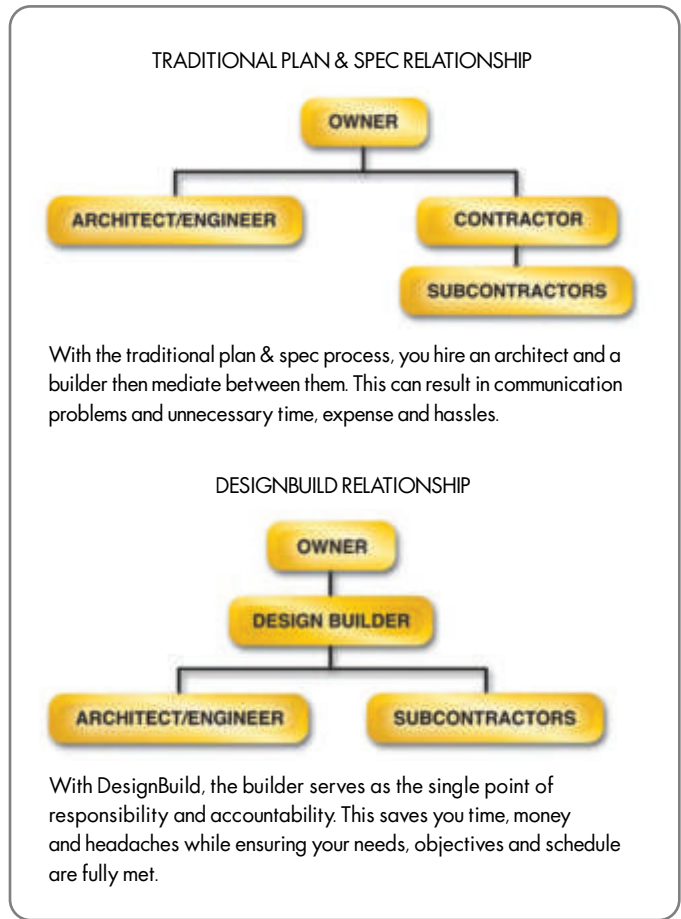 TRADITIONAL PLAN & SPEC RELATIONSHIP
OWNER
ARCHITECT/ENGINEER
CONTRACTOR
SUBCONTRACTORS
With the traditional plan & spec process, you hire an architect and a
builder then mediate between them. This can result in communication
problems and unnecessary time, expense and hassles.
DESIGNBUILD RELATIONSHIP
OWNER
DESIGN BUILDER
ARCHITECT/ENGINEER
SUBCONTRACTORS
With DesignBuild, the builder serves as the single point of
responsibility and accountability. This saves you time, money
and headaches while ensuring your needs, objectives and schedule
are fully met.